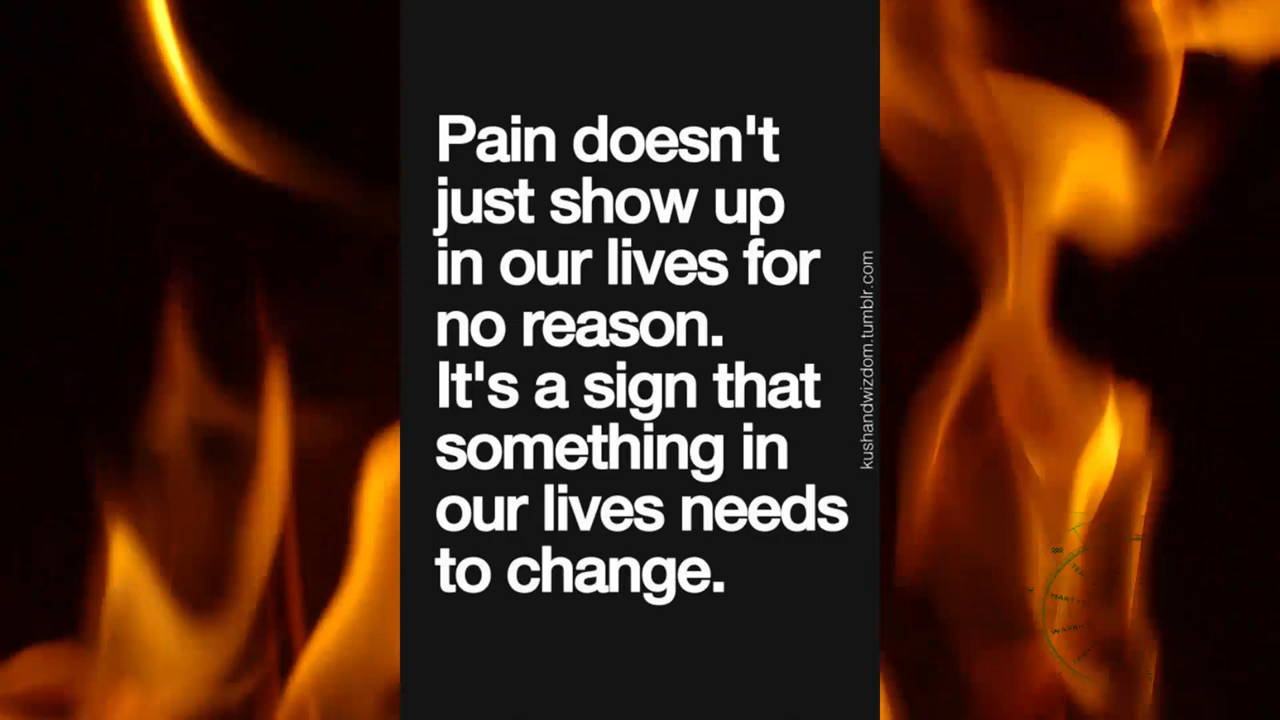 Pain doesn't
just show up
in our lives for
no reason.
It's a sign that
something in
our lives needs
to change.
kushandwizdom.tumblr.com